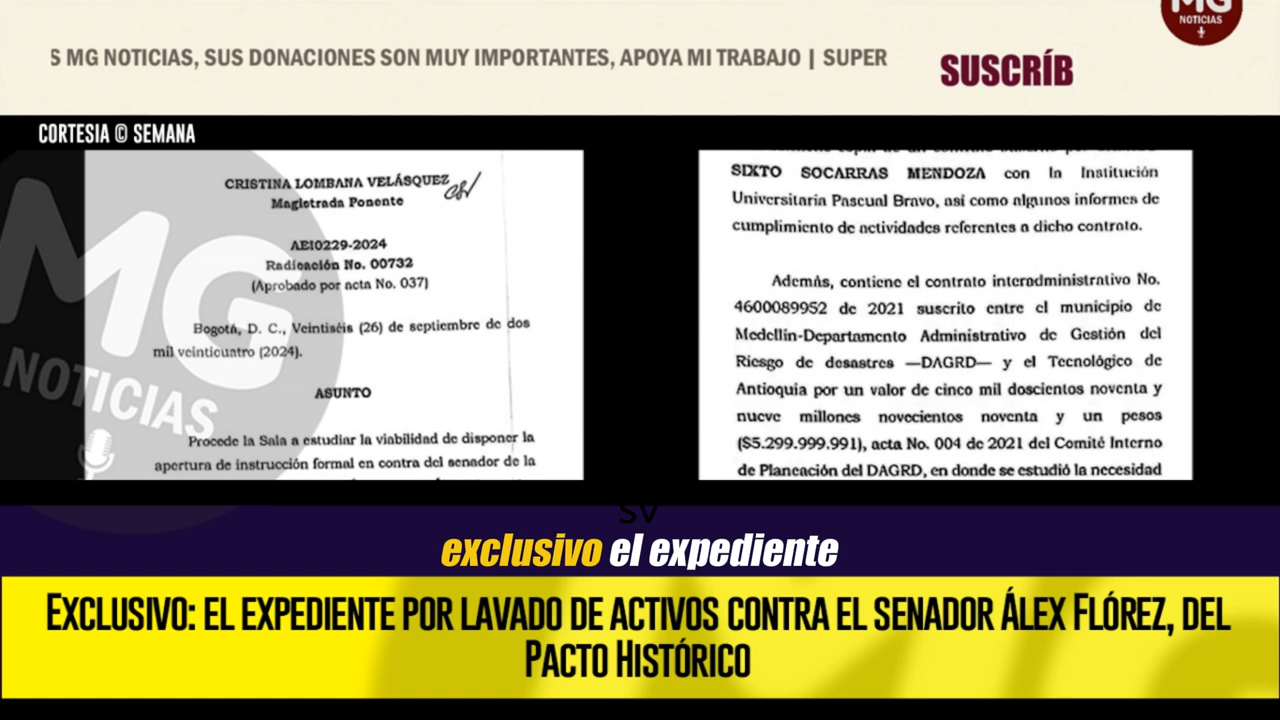 MG
NOTICIAS
S MG NOTICIAS, SUS DONACIONES SON MUY IMPORTANTES, APOYA MI TRABAJO | SUPER
SUSCRÍB
CORTESIA © SEMANA
CRISTINA LOMBANA VELÁSQUEZ
Magistrada Ponente
AEI0229-2024
Radicación No. 00732
(Aprobado por acta No. 037)
Bogotá, D. C., Veintiséis (26) de septiembre de dos
mil veinticuatro (2024).
ASUNTO
Procede la Sala a estudiar la viabilidad de disponer la
apertura de instrucción formal en contra del senador de la
MG
NOTICIAS
SIXTO SOCARRAS MENDOZA con la Institución
Universitaria Pascual Bravo, así como algunos informes de
cumplimiento de actividades referentes a dicho contrato.
Además, contiene el contrato interadministrativo No.
4600089952 de 2021 suscrito entre el municipio de
Medellín-Departamento Administrativo de Gestión del
Riesgo de desastres —DAGRD— y el Tecnológico de
Antioquia por un valor de cinco mil doscientos noventa y
nueve millones novecientos noventa y un pesos
($5.299.999.991), acta No. 004 de 2021 del Comité Interno
de Planeación del DAGRD, en donde se estudió la necesidad
exclusivo el expediente
EXCLUSIVO: EL EXPEDIENTE POR LAVADO DE ACTIVOS CONTRA EL SENADOR ÁLEX FLÓREZ, DEL
PACTO HISTÓRICO